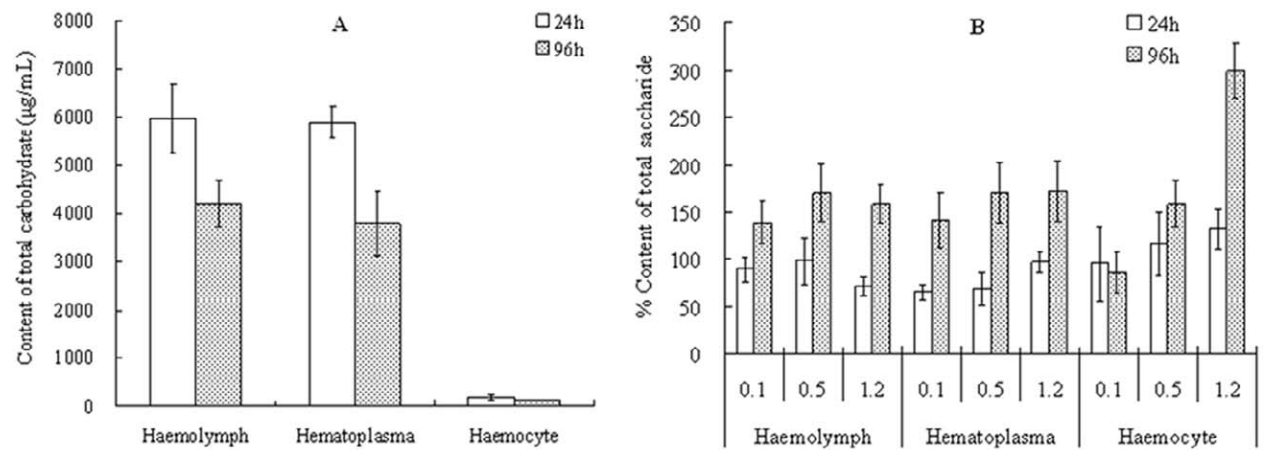 A
24h
96h
8000
7000
6000
5000
4000
3000
2000
1000
0
Content of total carbohydrate (μg/mL)
Haemolymph Hematoplasma Haemocyte
B
24h
96h
350
300
250
200
150
100
50
0
% Content of total saccharide
0.1 0.5 1.2 0.1 0.5 1.2 0.1 0.5 1.2
Haemolymph Hematoplasma Haemocyte